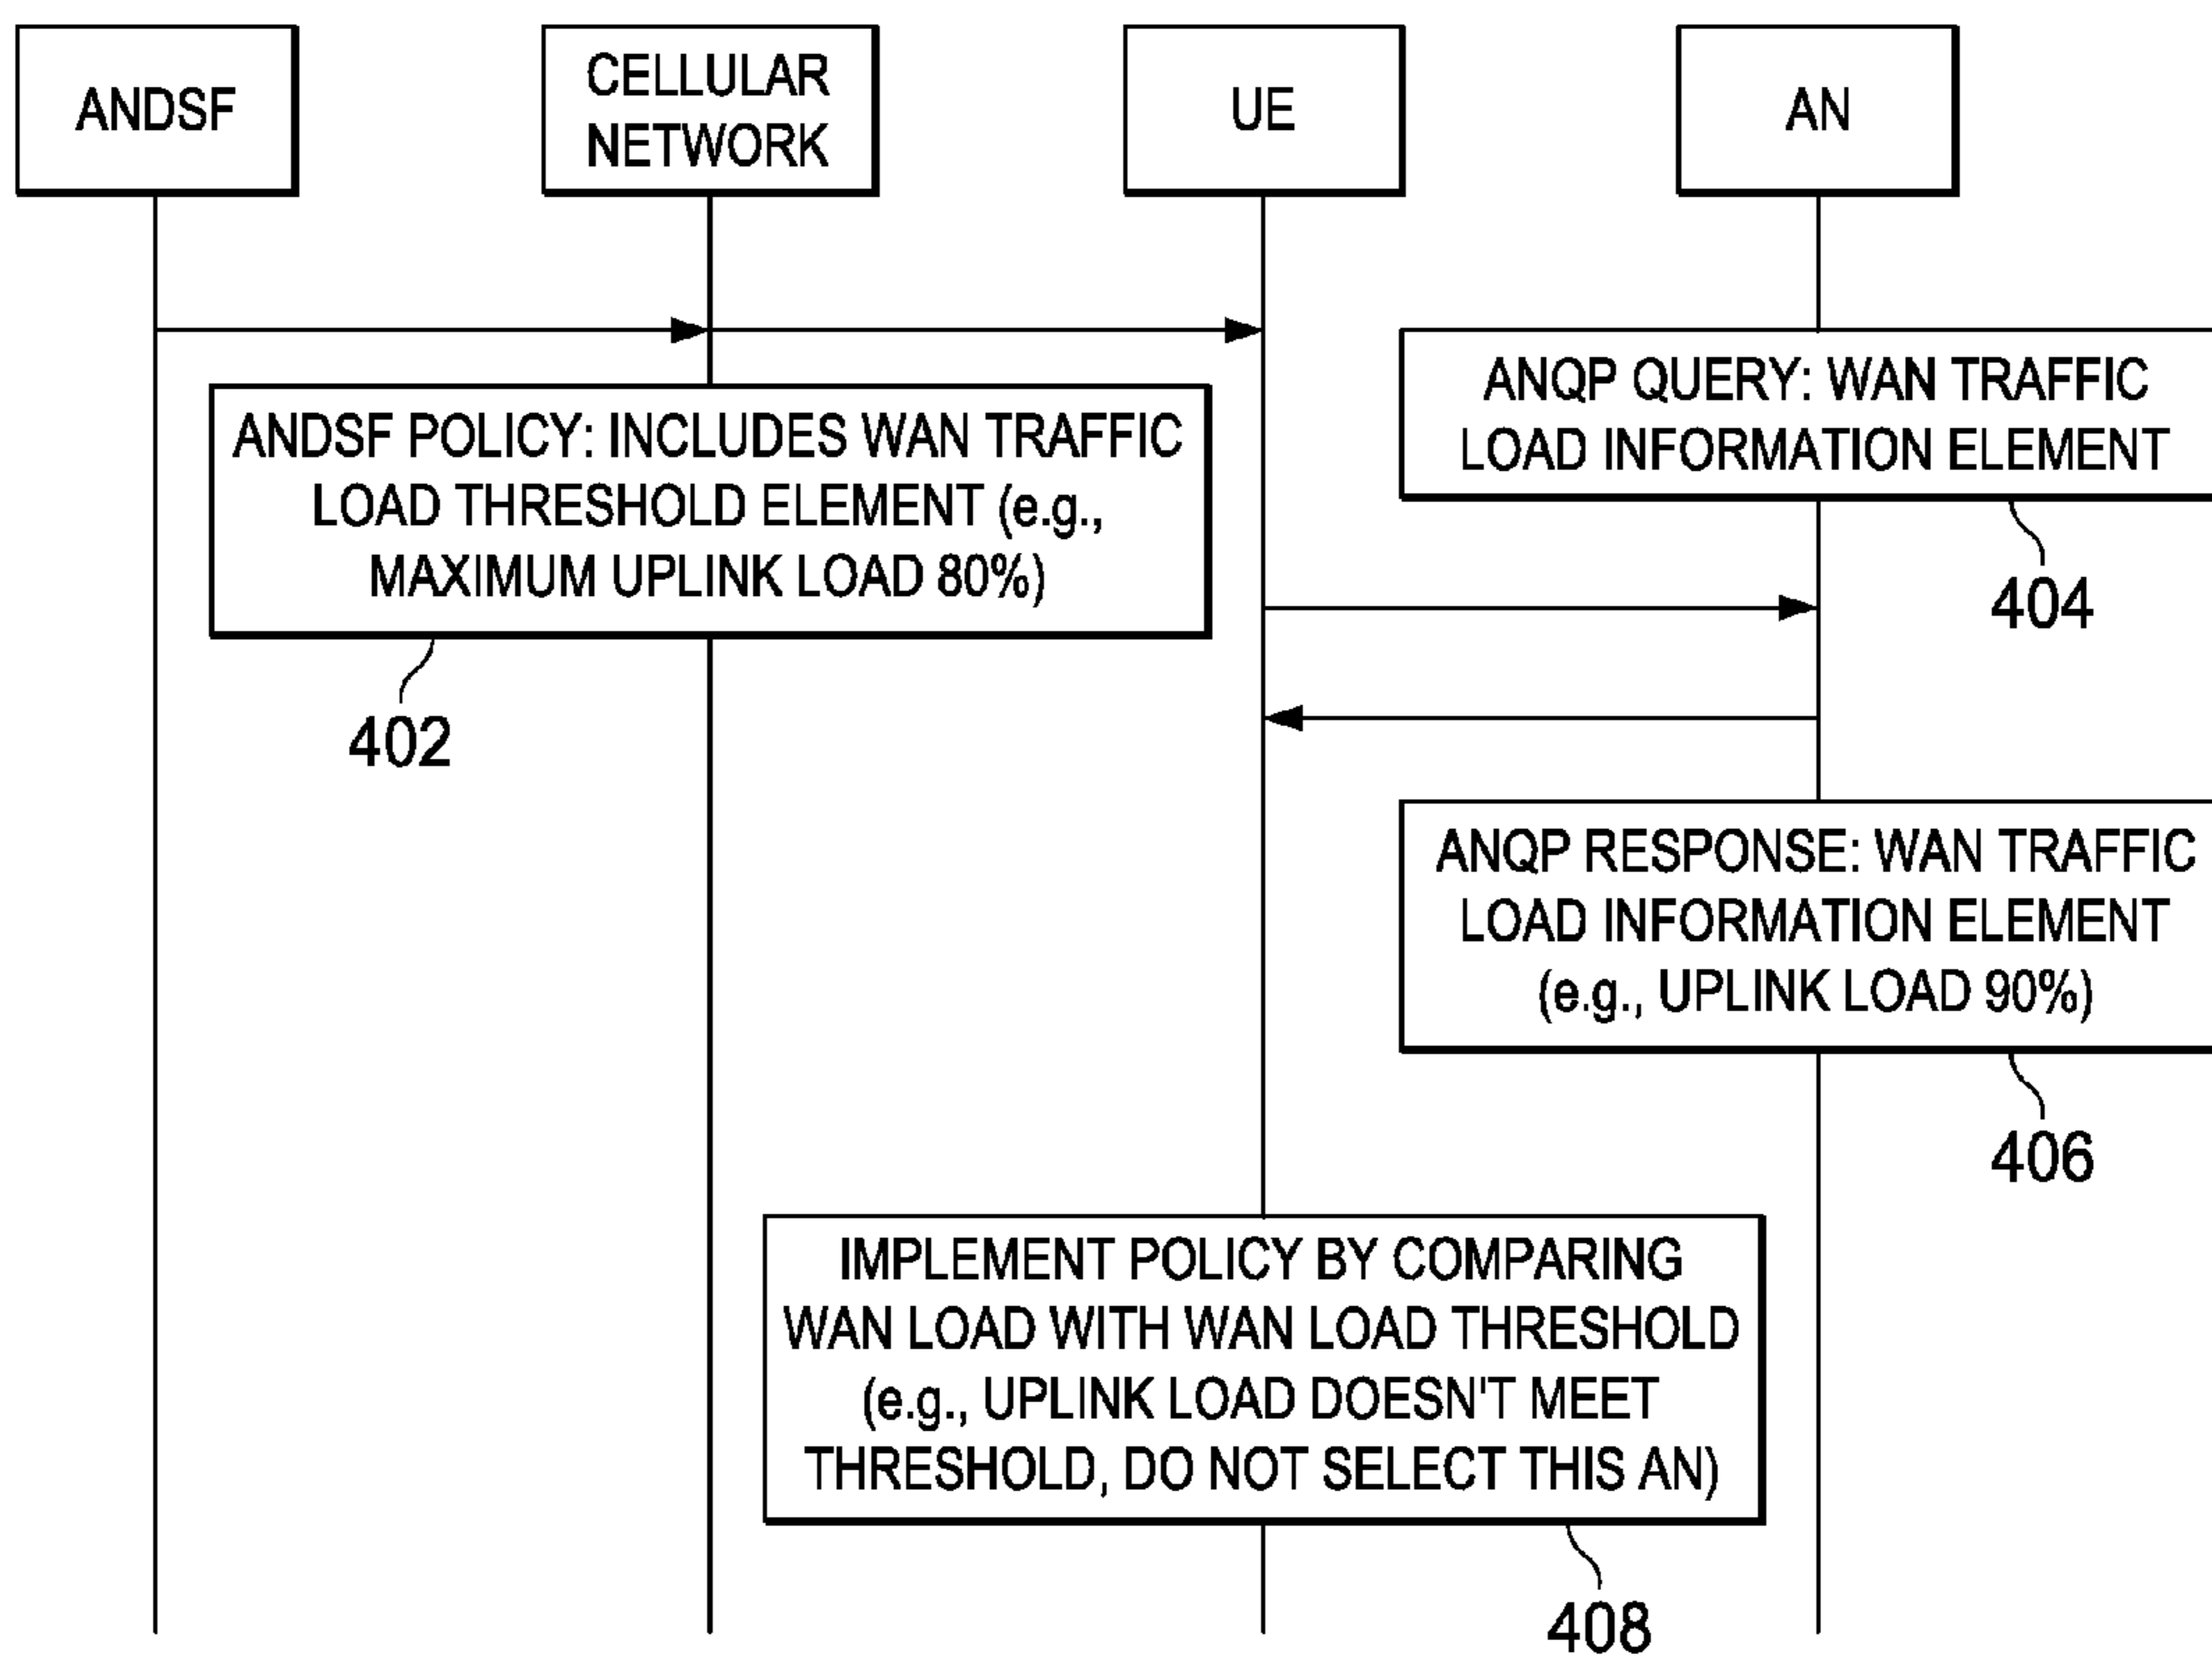 ANDSF
CELLULAR
NETWORK
UE
AN
ANQP QUERY: WAN TRAFFIC
LOAD INFORMATION ELEMENT
404
ANDSF POLICY: INCLUDES WAN TRAFFIC
LOAD THRESHOLD ELEMENT (e.g.,
MAXIMUM UPLINK LOAD 80%)
402
ANQP RESPONSE: WAN TRAFFIC
LOAD INFORMATION ELEMENT
(e.g., UPLINK LOAD 90%)
406
IMPLEMENT POLICY BY COMPARING
WAN LOAD WITH WAN LOAD THRESHOLD
(e.g., UPLINK LOAD DOESN'T MEET
THRESHOLD, DO NOT SELECT THIS AN)
408